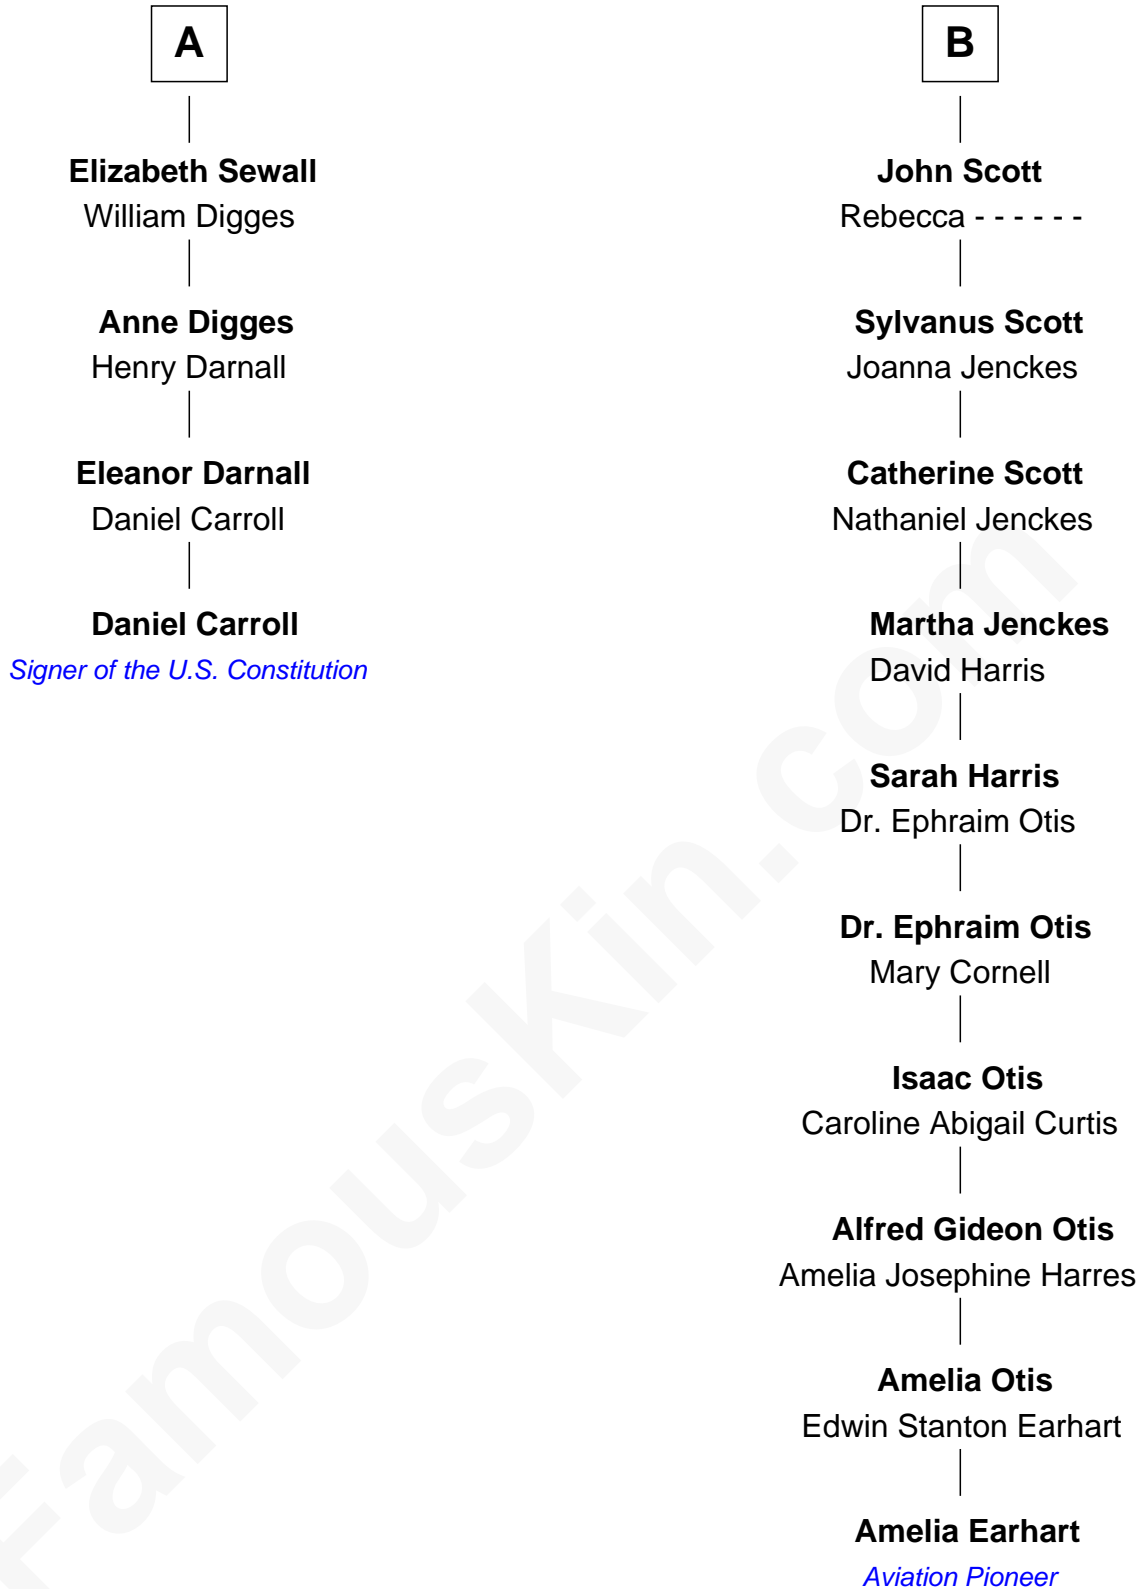 A
Elizabeth Sewall
William Digges
Anne Digges
Henry Darnall
Eleanor Darnall
Daniel Carroll
Daniel Carroll
Signer of the U.S. Constitution
B
John Scott
Rebecca - - - - - -
Sylvanus Scott
Joanna Jenckes
Catherine Scott
Nathaniel Jenckes
Martha Jenckes
David Harris
Sarah Harris
Dr. Ephraim Otis
Dr. Ephraim Otis
Mary Cornell
Isaac Otis
Caroline Abigail Curtis
Alfred Gideon Otis
Amelia Josephine Harres
Amelia Otis
Edwin Stanton Earhart
Amelia Earhart
Aviation Pioneer
FamousKin.com